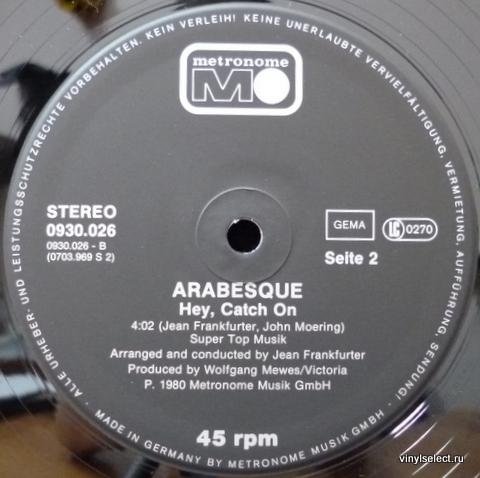 ALLE URHEBER- UND LEISTUNGSSCHUTZRECHTE VORBEHALTEN. KEIN VERLEIH! KEINE UNERLAUBTE VERVIELFÄLTIGUNG, VERMIETUNG, AUFFÜHRUNG, SENDUNG!
metronome
M
STEREO
0930.026
0930.026 - B
(0703.969 S 2)
GEMA
LC 0270
Seite 2
ARABESQUE
Hey, Catch On
4:02 (Jean Frankfurter, John Moering)
Super Top Musik
Arranged and conducted by Jean Frankfurter
Produced by Wolfgang Mewes/Victoria
P. 1980 Metronome Musik GmbH
45 rpm
· MADE IN GERMANY BY METRONOME MUSIK GMBH ·
vinylselect.ru